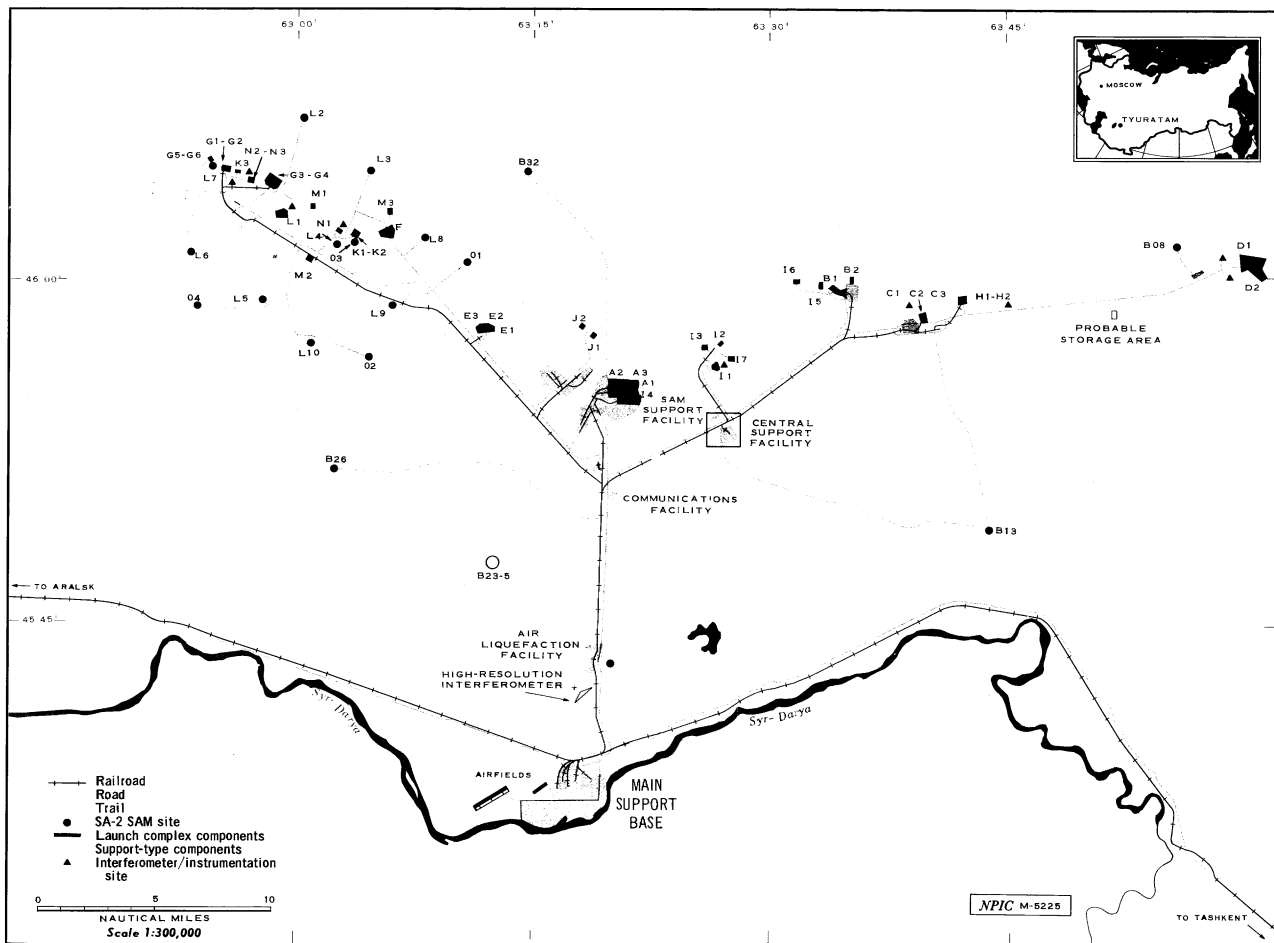 63 00'
63 15'
63 30'
63 45'
MOSCOW
TYURATAM
L2
G1-G2
N2-N3
G5-G6
K3
L3
B32
L7
G3-G4
M1
M3
L1
N1
F
L4
L8
O3
K1-K2
O1
L6
M2
B08
D1
46 00'
D2
I6
B1
B2
I5
C1
C2
C3
H1-H2
O4
L5
L9
PROBABLE
STORAGE AREA
E3
E2
E1
J2
J1
I3
I2
I7
I1
L10
O2
A2
A3
A1
I4
SAM
SUPPORT
FACILITY
CENTRAL
SUPPORT
FACILITY
B26
COMMUNICATIONS
FACILITY
B13
B23-5
TO ARALSK
45 45'
AIR
LIQUEFACTION
FACILITY
HIGH-RESOLUTION
INTERFEROMETER
Syr-Darya
Syr-Darya
AIRFIELDS
MAIN
SUPPORT
BASE
Railroad
Road
Trail
SA-2 SAM site
Launch complex components
Support-type components
Interferometer/instrumentation
site
0 5 10
NAUTICAL MILES
Scale 1:300,000
NPIC M-5225
TO TASHKENT